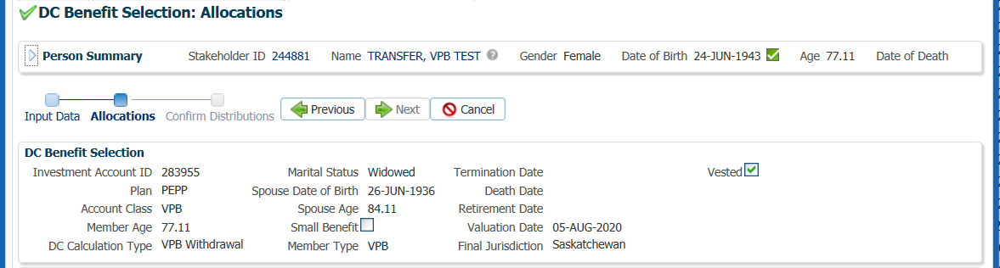 DC Benefit Selection: Allocations
Person Summary Stakeholder ID 244881 Name TRANSFER, VPB TEST Gender Female Date of Birth 24-JUN-1943 Age 77.11 Date of Death
Input Data Allocations Confirm Distributions Previous Next Cancel
DC Benefit Selection
Investment Account ID 283955 Marital Status Widowed Termination Date Vested
Plan PEPP Spouse Date of Birth 26-JUN-1936 Death Date
Account Class VPB Spouse Age 84.11 Retirement Date
Member Age 77.11 Small Benefit Valuation Date 05-AUG-2020
DC Calculation Type VPB Withdrawal Member Type VPB Final Jurisdiction Saskatchewan